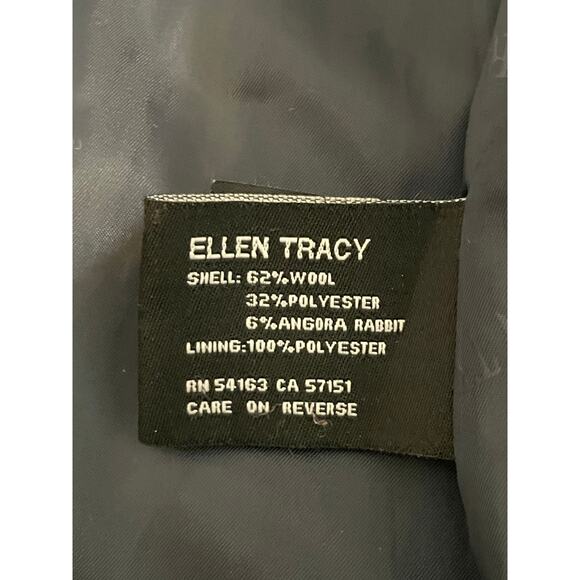 ELLEN TRACY
SHELL: 62%WOOL
32%POLYESTER
6%ANGORA RABBIT
LINING:100%POLYESTER
RN 54163 CA 57151
CARE ON REVERSE